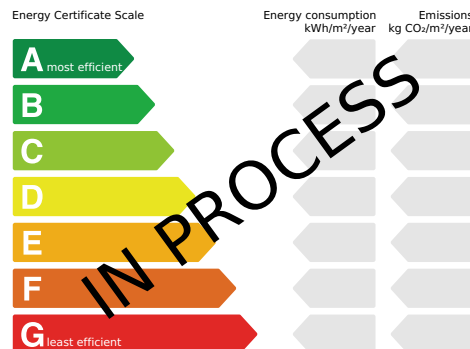 Energy Certificate Scale
Energy consumption
kWh/m²/year
Emissions
kg CO₂/m²/year
A most efficient
B
C
D
E
F
G least efficient
IN PROCESS